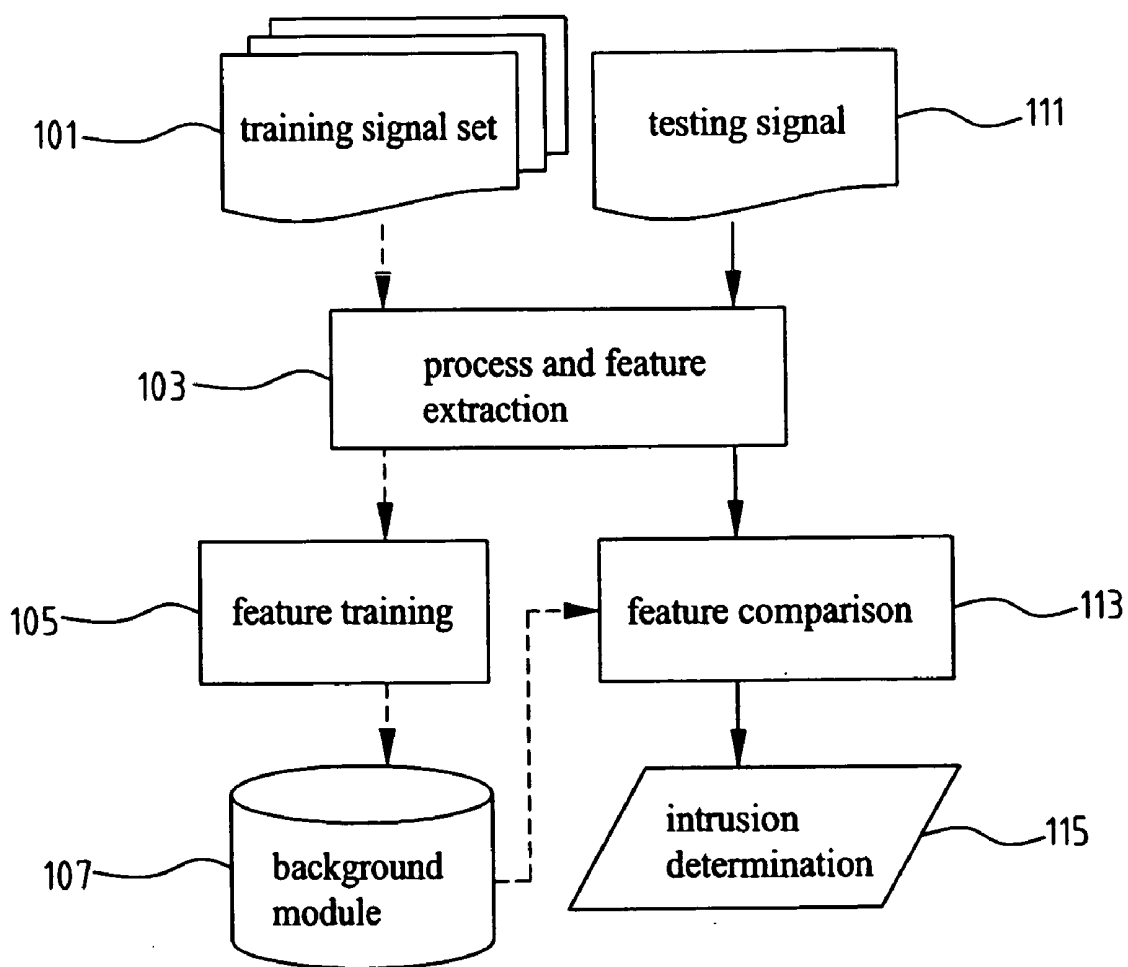 training signal set
testing signal
101
111
process and feature
extraction
103
feature training
feature comparison
105
113
background
module
intrusion
determination
107
115